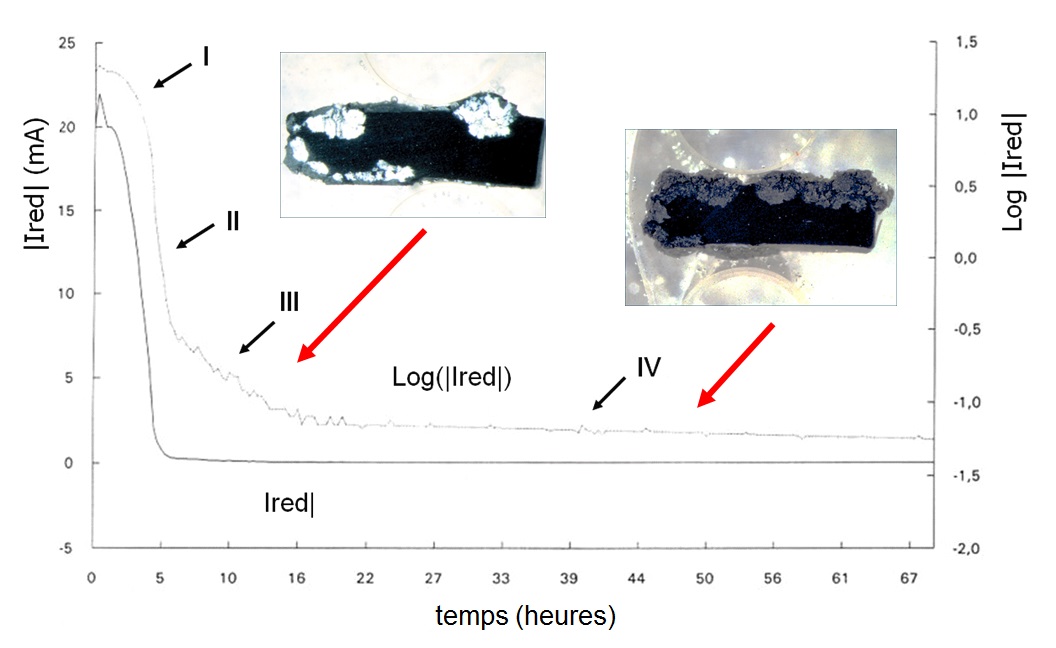 |Ired| (mA)
25
20
15
10
5
0
-5
I
II
III
IV
Log(|Ired|)
Ired|
1,5
1,0
0,5
0,0
-0,5
-1,0
-1,5
-2,0
Log |Ired|
0 5 10 16 22 27 33 39 44 50 56 61 67
temps (heures)